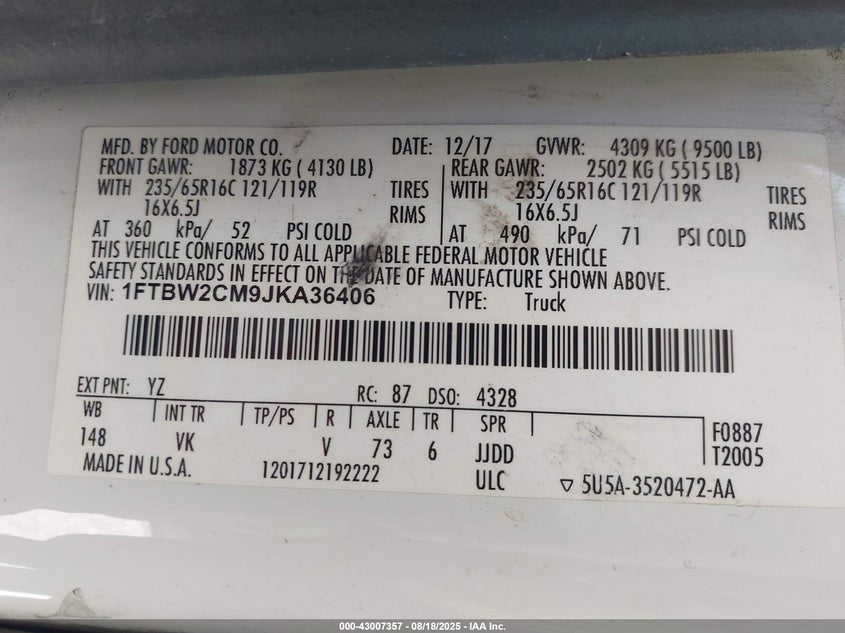 MFD. BY FORD MOTOR CO. DATE: 12/17 GVWR: 4309 KG ( 9500 LB)
FRONT GAWR: 1873 KG ( 4130 LB) REAR GAWR: 2502 KG ( 5515 LB)
WITH 235/65R16C 121/119R TIRES WITH 235/65R16C 121/119R TIRES
16X6.5J RIMS 16X6.5J RIMS
AT 360 kPa/ 52 PSI COLD AT 490 kPa/ 71 PSI COLD
THIS VEHICLE CONFORMS TO ALL APPLICABLE FEDERAL MOTOR VEHICLE
SAFETY STANDARDS IN EFFECT ON THE DATE OF MANUFACTURE SHOWN ABOVE.
VIN: 1FTBW2CM9JKA36406 TYPE: Truck
EXT PNT: YZ RC: 87 DSO: 4328
WB INT TR TP/PS R AXLE TR SPR F0887
148 VK V 73 6 JJDD T2005
MADE IN U.S.A. 1201712192222 ULC ▽ 5U5A-3520472-AA
000-43007357 - 08/18/2025 - IAA Inc.